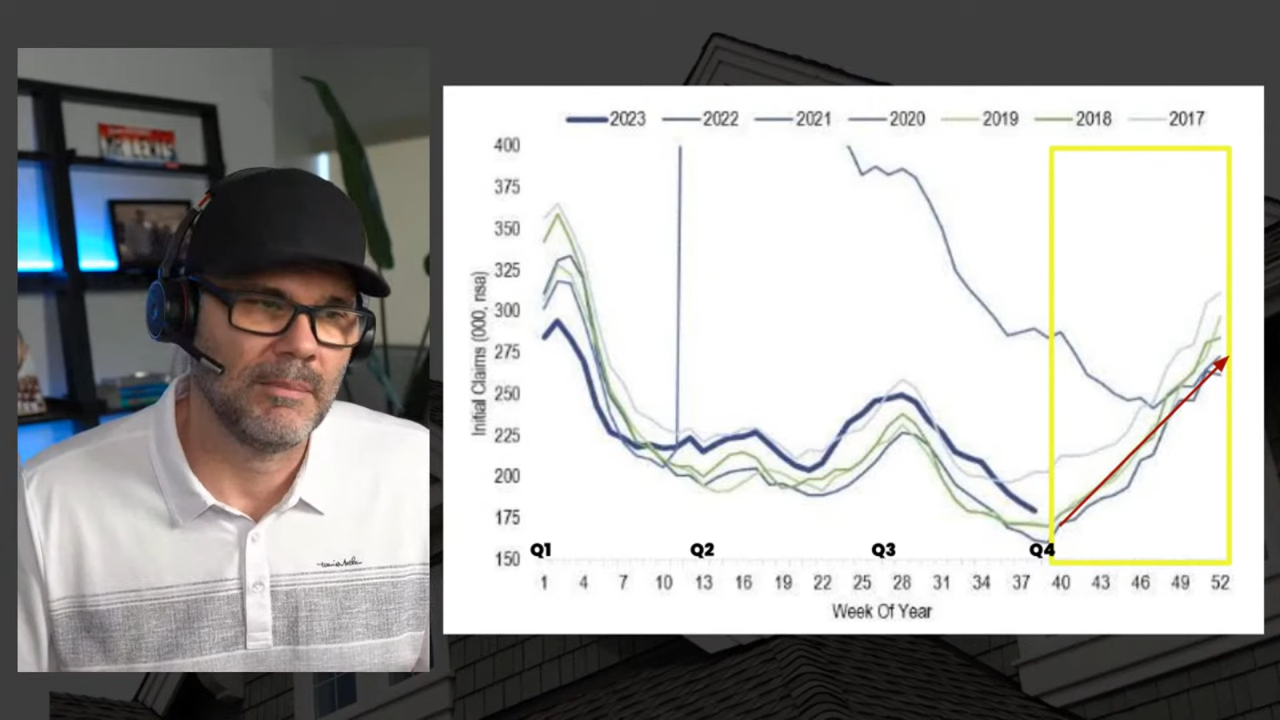 2023 2022 2021 2020 2019 2018 2017
400
375
350
325
300
275
250
225
200
175
150
Initial Claims (000, nsa)
Q1 Q2 Q3 Q4
1 4 7 10 13 16 19 22 25 28 31 34 37 40 43 46 49 52
Week Of Year